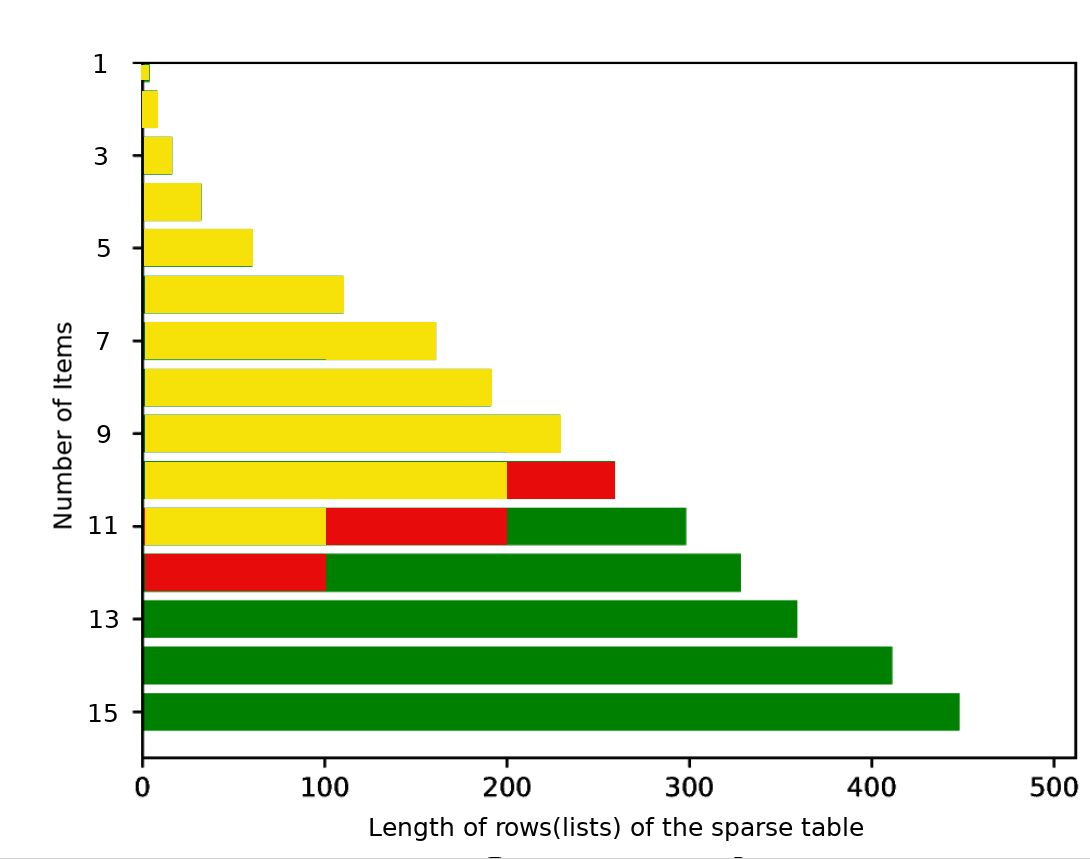 1
3
5
7
9
11
13
15
Number of Items
0 100 200 300 400 500
Length of rows(lists) of the sparse table